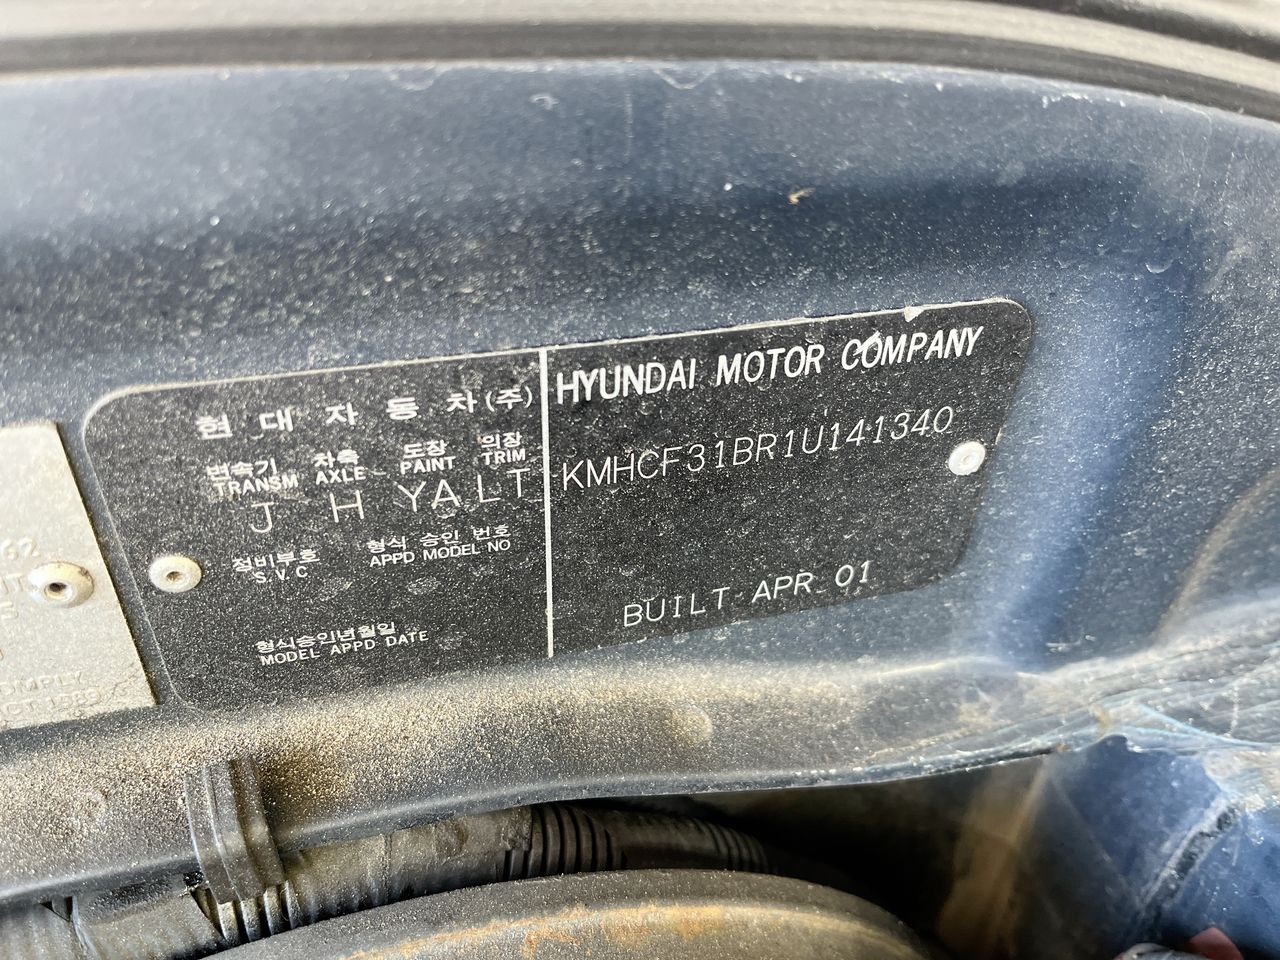 현대자동차(주)
변속기 차축 도장 의장
TRANSM AXLE PAINT TRIM
J H YA LT
정비부호 형식 승인 번호
S.V.C APPD MODEL NO
형식승인년월일
MODEL APPD DATE
HYUNDAI MOTOR COMPANY
KMHCF31BR1U141340
BUILT APR 01